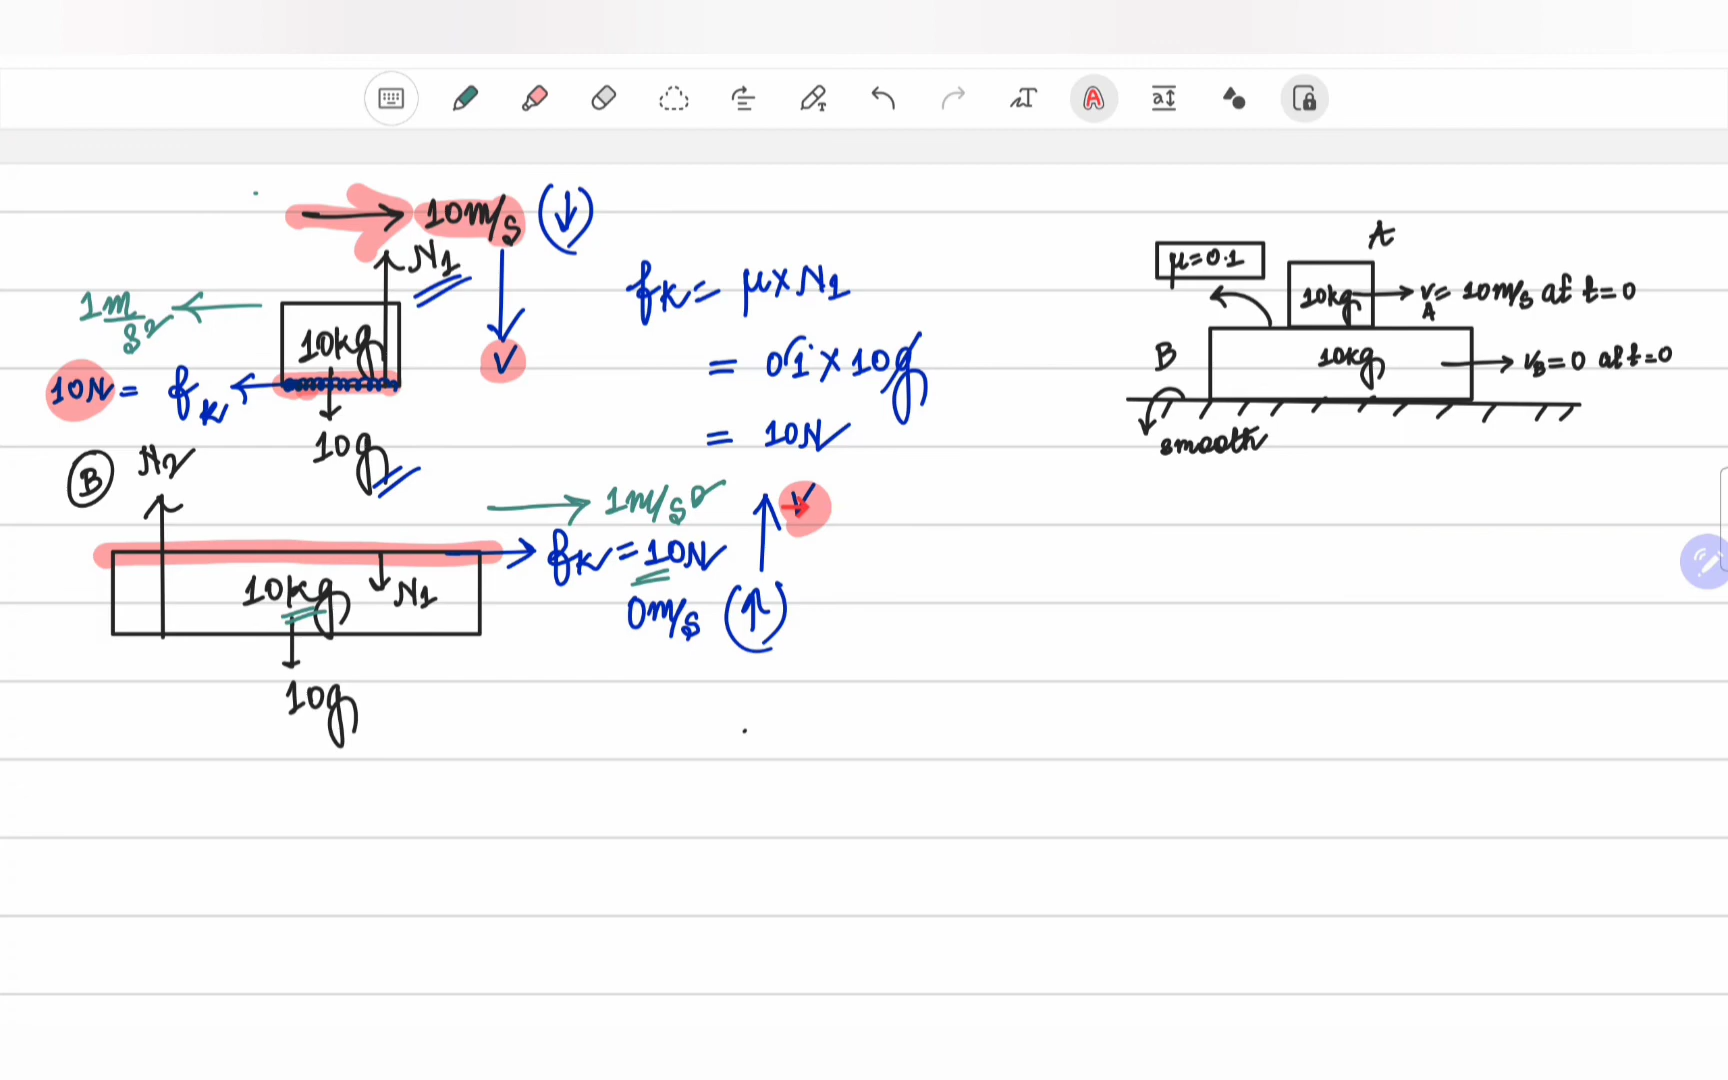 10m/s (↓)
N1
1m/s2
10kg
v
10N = fK
10g
fK = μ x N1
= 0.1 x 10g
= 10N
B
N2
1m/s2
v
fK = 10N
10kg
N1
0m/s (↑)
10g
A
μ=0.1
10kg
vA = 10m/s at t=0
B
10kg
vB=0 at t=0
smooth